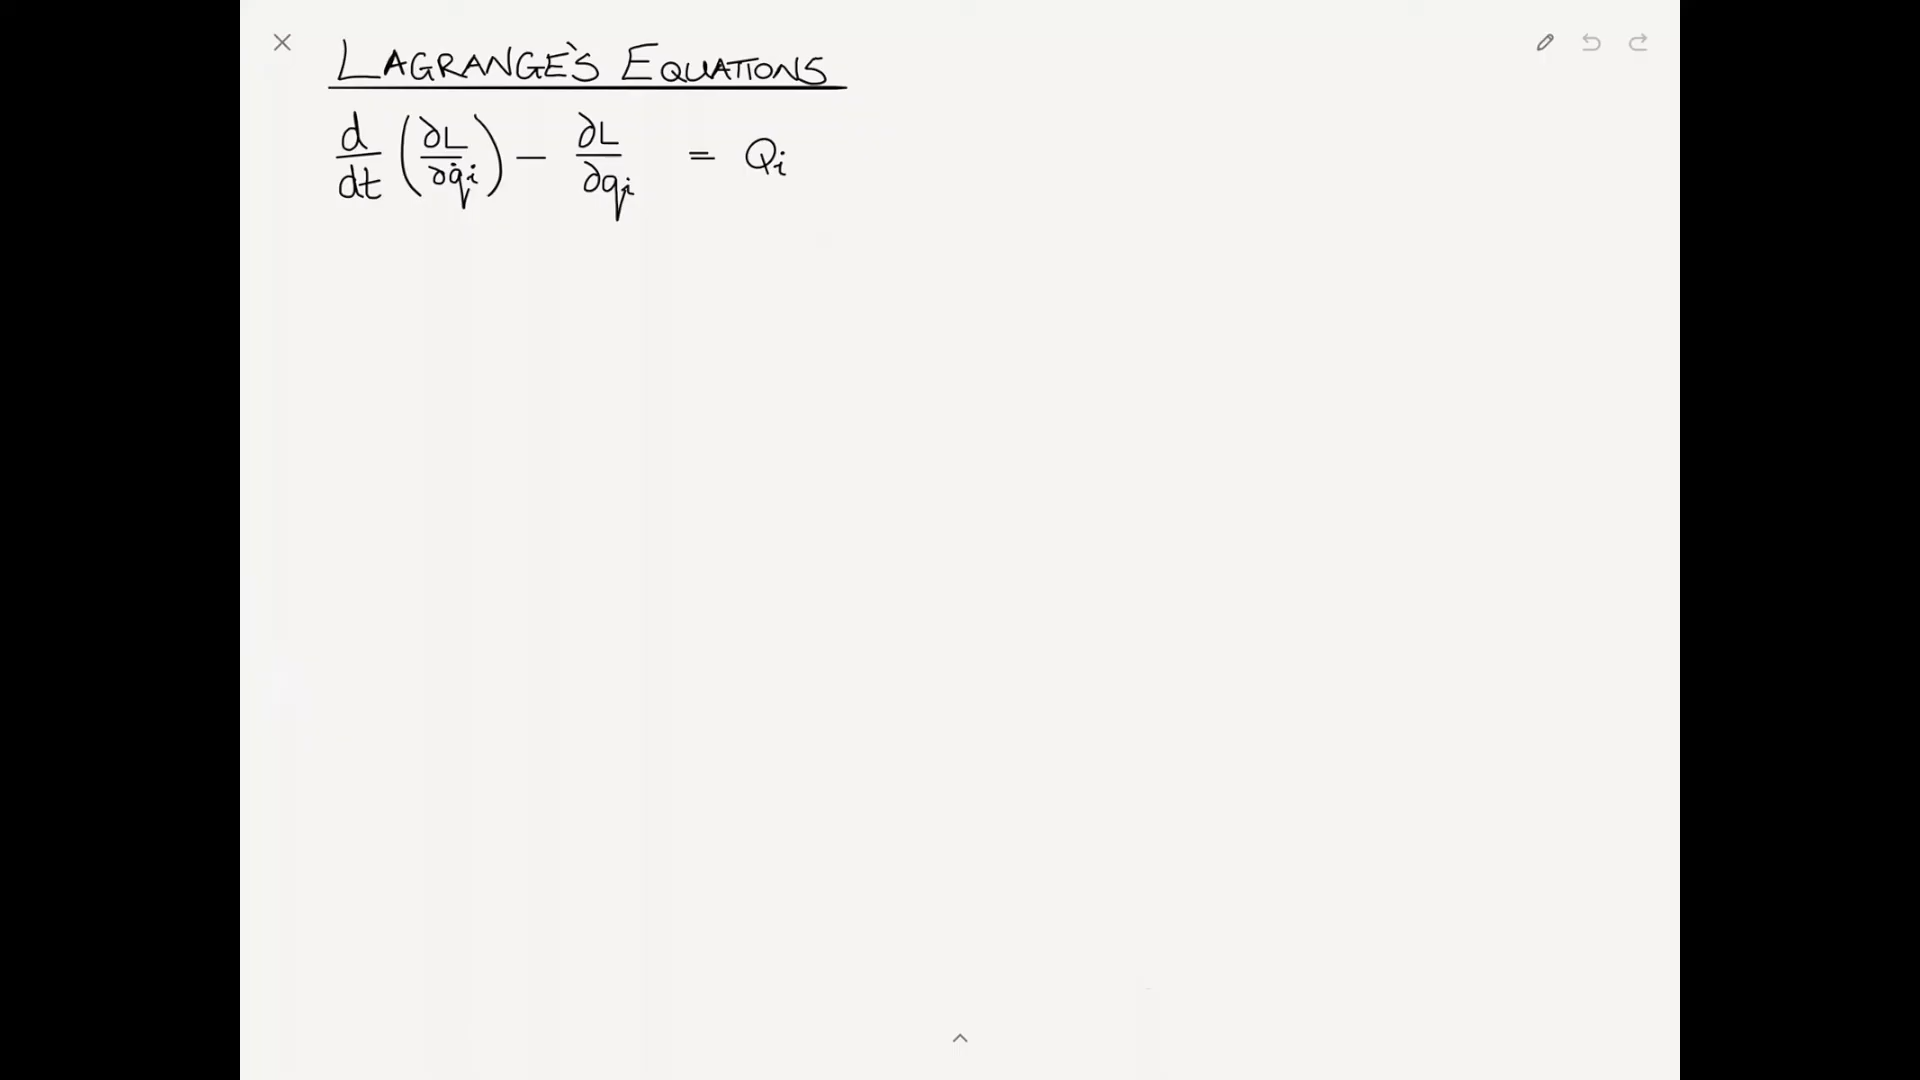 LAGRANGE'S EQUATIONS
d/dt (∂L/∂q̇i) − ∂L/∂qi = Qi